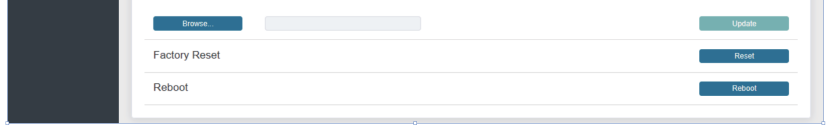 Browse... Update
Factory Reset Reset
Reboot Reboot